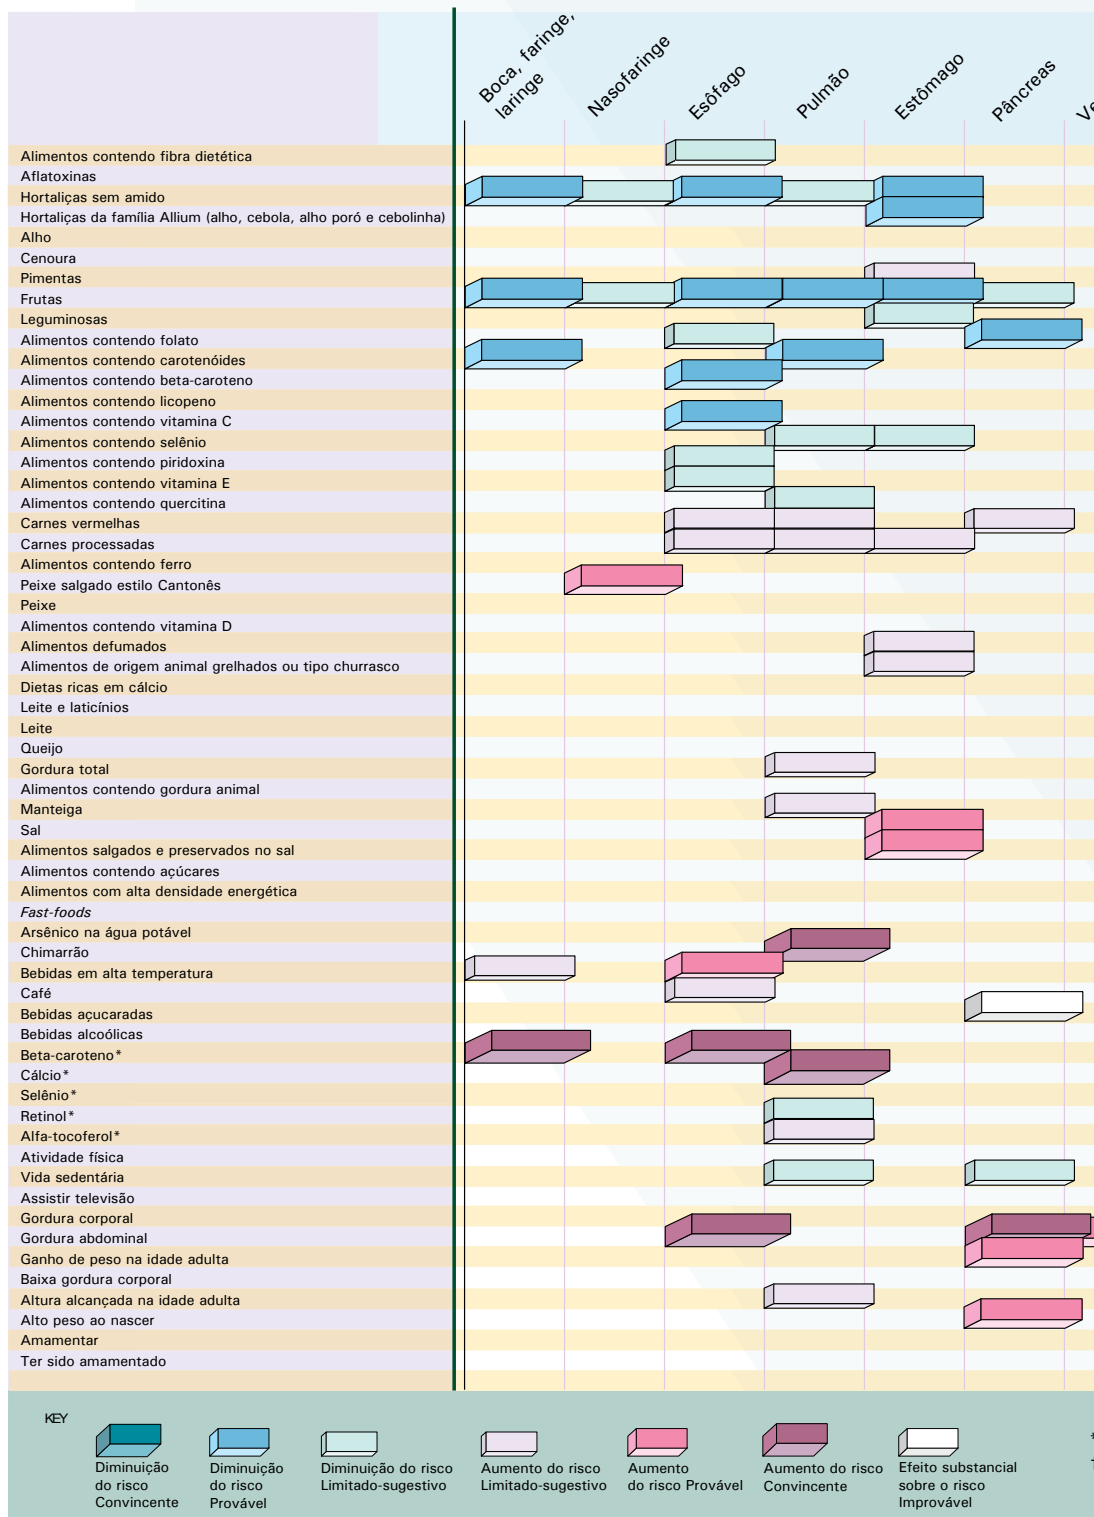 Boca, faringe,
laringe
Nasofaringe
Esôfago
Pulmão
Estômago
Pâncreas
Alimentos contendo fibra dietética
Aflatoxinas
Hortaliças sem amido
Hortaliças da família Allium (alho, cebola, alho poró e cebolinha)
Alho
Cenoura
Pimentas
Frutas
Leguminosas
Alimentos contendo folato
Alimentos contendo carotenóides
Alimentos contendo beta-caroteno
Alimentos contendo licopeno
Alimentos contendo vitamina C
Alimentos contendo selênio
Alimentos contendo piridoxina
Alimentos contendo vitamina E
Alimentos contendo quercitina
Carnes vermelhas
Carnes processadas
Alimentos contendo ferro
Peixe salgado estilo Cantonês
Peixe
Alimentos contendo vitamina D
Alimentos defumados
Alimentos de origem animal grelhados ou tipo churrasco
Dietas ricas em cálcio
Leite e laticínios
Leite
Queijo
Gordura total
Alimentos contendo gordura animal
Manteiga
Sal
Alimentos salgados e preservados no sal
Alimentos contendo açúcares
Alimentos com alta densidade energética
Fast-foods
Arsênico na água potável
Chimarrão
Bebidas em alta temperatura
Café
Bebidas açucaradas
Bebidas alcoólicas
Beta-caroteno*
Cálcio*
Selênio*
Retinol*
Alfa-tocoferol*
Atividade física
Vida sedentária
Assistir televisão
Gordura corporal
Gordura abdominal
Ganho de peso na idade adulta
Baixa gordura corporal
Altura alcançada na idade adulta
Alto peso ao nascer
Amamentar
Ter sido amamentado
KEY
Diminuição
do risco
Convincente
Diminuição
do risco
Provável
Diminuição do risco
Limitado-sugestivo
Aumento do risco
Limitado-sugestivo
Aumento
do risco Provável
Aumento do risco
Convincente
Efeito substancial
sobre o risco
Improvável